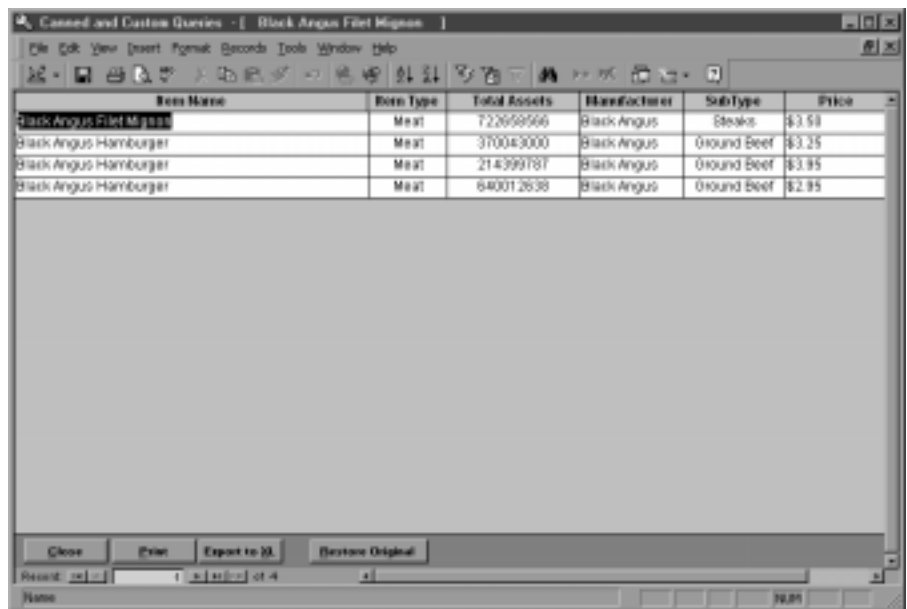 Canned and Custom Queries - [ Black Angus Filet Mignon ]
File Edit View Insert Format Records Tools Window Help
Item Name Item Type Total Assets Manufacturer SubType Price
Black Angus Filet Mignon Meat 722658566 Black Angus Steaks $3.50
Black Angus Hamburger Meat 370043000 Black Angus Ground Beef $3.25
Black Angus Hamburger Meat 214399787 Black Angus Ground Beef $3.95
Black Angus Hamburger Meat 640012638 Black Angus Ground Beef $2.95
Close Print Export to XL Restore Original
Record: 1 of 4
Name NUM